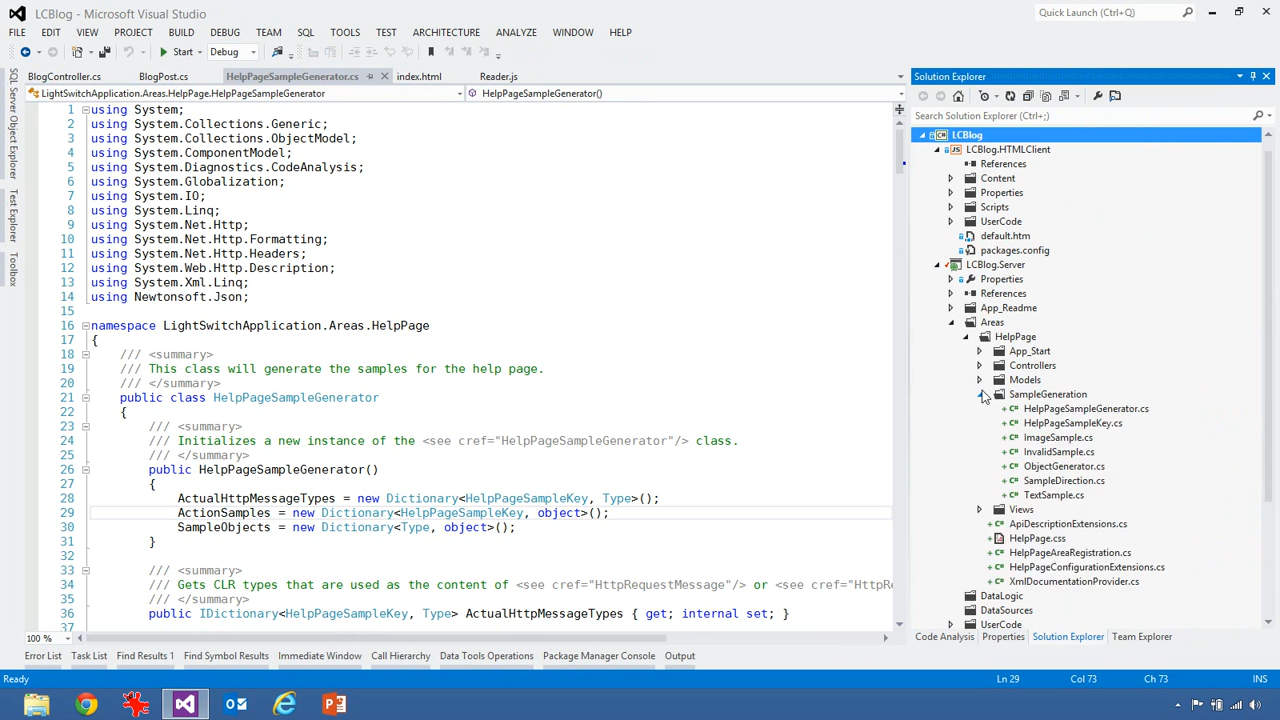 LCBlog - Microsoft Visual Studio
Quick Launch (Ctrl+Q)
FILE EDIT VIEW PROJECT BUILD DEBUG TEAM SQL TOOLS TEST ARCHITECTURE ANALYZE WINDOW HELP
Start Debug
SQL Server Object Explorer
Test Explorer
Toolbox
BlogController.cs BlogPost.cs HelpPageSampleGenerator.cs index.html Reader.js
LightSwitchApplication.Areas.HelpPage.HelpPageSampleGenerator HelpPageSampleGenerator()
1 using System;
2 using System.Collections.Generic;
3 using System.Collections.ObjectModel;
4 using System.ComponentModel;
5 using System.Diagnostics.CodeAnalysis;
6 using System.Globalization;
7 using System.IO;
8 using System.Linq;
9 using System.Net.Http;
10 using System.Net.Http.Formatting;
11 using System.Net.Http.Headers;
12 using System.Web.Http.Description;
13 using System.Xml.Linq;
14 using Newtonsoft.Json;
15
16 namespace LightSwitchApplication.Areas.HelpPage
17 {
18 /// <summary>
19 /// This class will generate the samples for the help page.
20 /// </summary>
21 public class HelpPageSampleGenerator
22 {
23 /// <summary>
24 /// Initializes a new instance of the <see cref="HelpPageSampleGenerator"/> class.
25 /// </summary>
26 public HelpPageSampleGenerator()
27 {
28 ActualHttpMessageTypes = new Dictionary<HelpPageSampleKey, Type>();
29 ActionSamples = new Dictionary<HelpPageSampleKey, object>();
30 SampleObjects = new Dictionary<Type, object>();
31 }
32
33 /// <summary>
34 /// Gets CLR types that are used as the content of <see cref="HttpRequestMessage"/> or <see cref="HttpRe
35 /// </summary>
36 public IDictionary<HelpPageSampleKey, Type> ActualHttpMessageTypes { get; internal set; }
37
100 %
Solution Explorer
Search Solution Explorer (Ctrl+;)
LCBlog
LCBlog.HTMLClient
References
Content
Properties
Scripts
UserCode
default.htm
packages.config
LCBlog.Server
Properties
References
App_Readme
Areas
HelpPage
App_Start
Controllers
Models
SampleGeneration
HelpPageSampleGenerator.cs
HelpPageSampleKey.cs
ImageSample.cs
InvalidSample.cs
ObjectGenerator.cs
SampleDirection.cs
TextSample.cs
Views
ApiDescriptionExtensions.cs
HelpPage.css
HelpPageAreaRegistration.cs
HelpPageConfigurationExtensions.cs
XmlDocumentationProvider.cs
DataLogic
DataSources
UserCode
Code Analysis Properties Solution Explorer Team Explorer
Error List Task List Find Results 1 Find Symbol Results Immediate Window Call Hierarchy Data Tools Operations Package Manager Console Output
Ready Ln 29 Col 73 Ch 73 INS